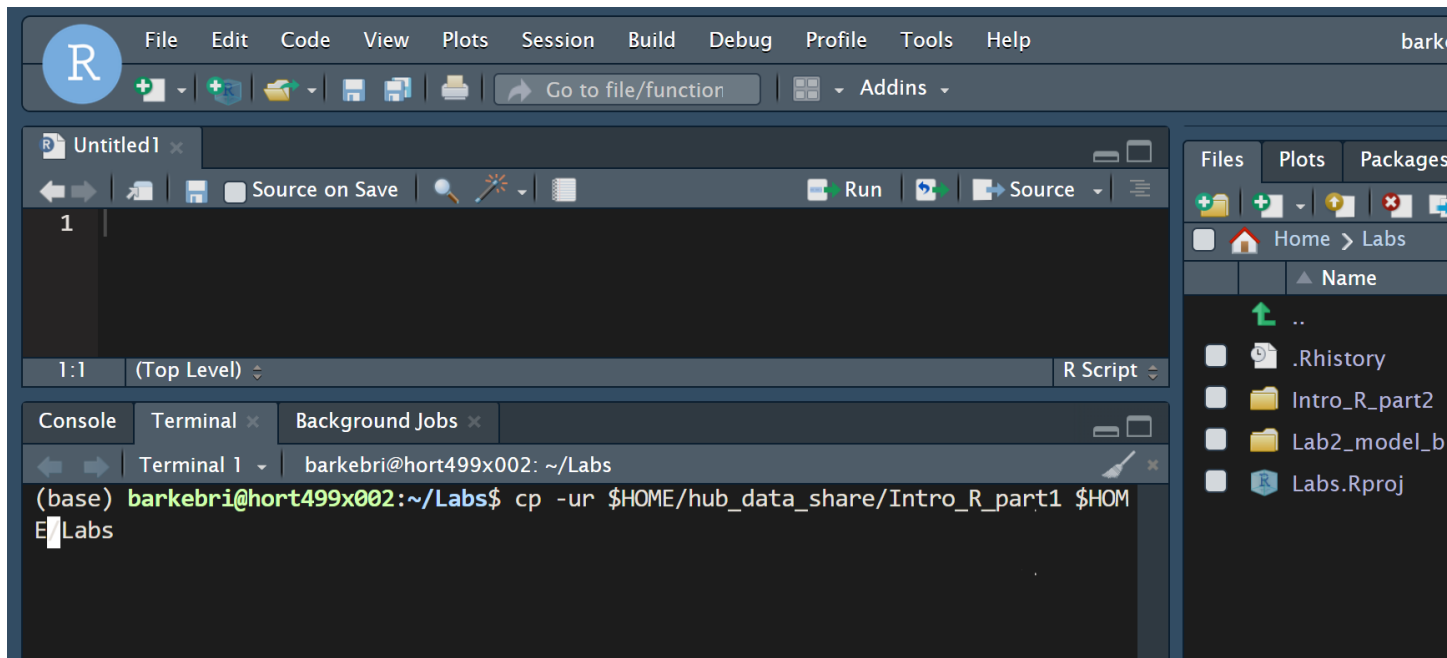 R
File Edit Code View Plots Session Build Debug Profile Tools Help
Go to file/function
Addins
Untitled1
Source on Save
Run
Source
1
1:1
(Top Level)
R Script
Console Terminal Background Jobs
Terminal 1
barkebri@hort499x002: ~/Labs
(base) barkebri@hort499x002:~/Labs$ cp -ur $HOME/hub_data_share/Intro_R_part1 $HOM
E/Labs
Files Plots Packages
Home Labs
Name
..
.Rhistory
Intro_R_part2
Lab2_model_b
Labs.Rproj